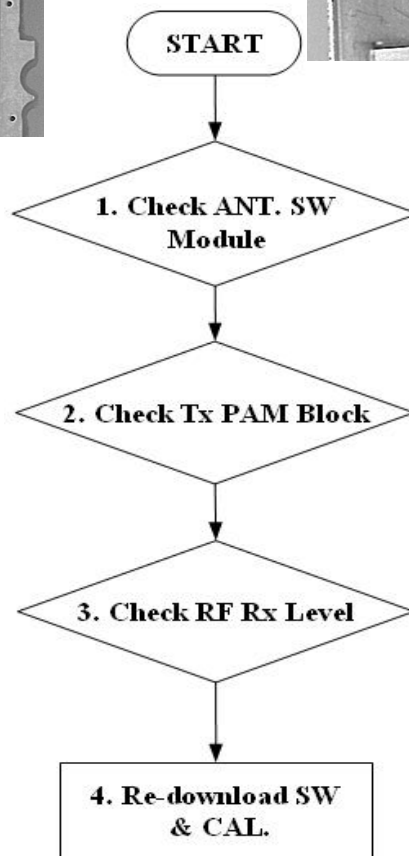 START
1. Check ANT. SW
Module
2. Check Tx PAM Block
3. Check RF Rx Level
4. Re-download SW
& CAL.